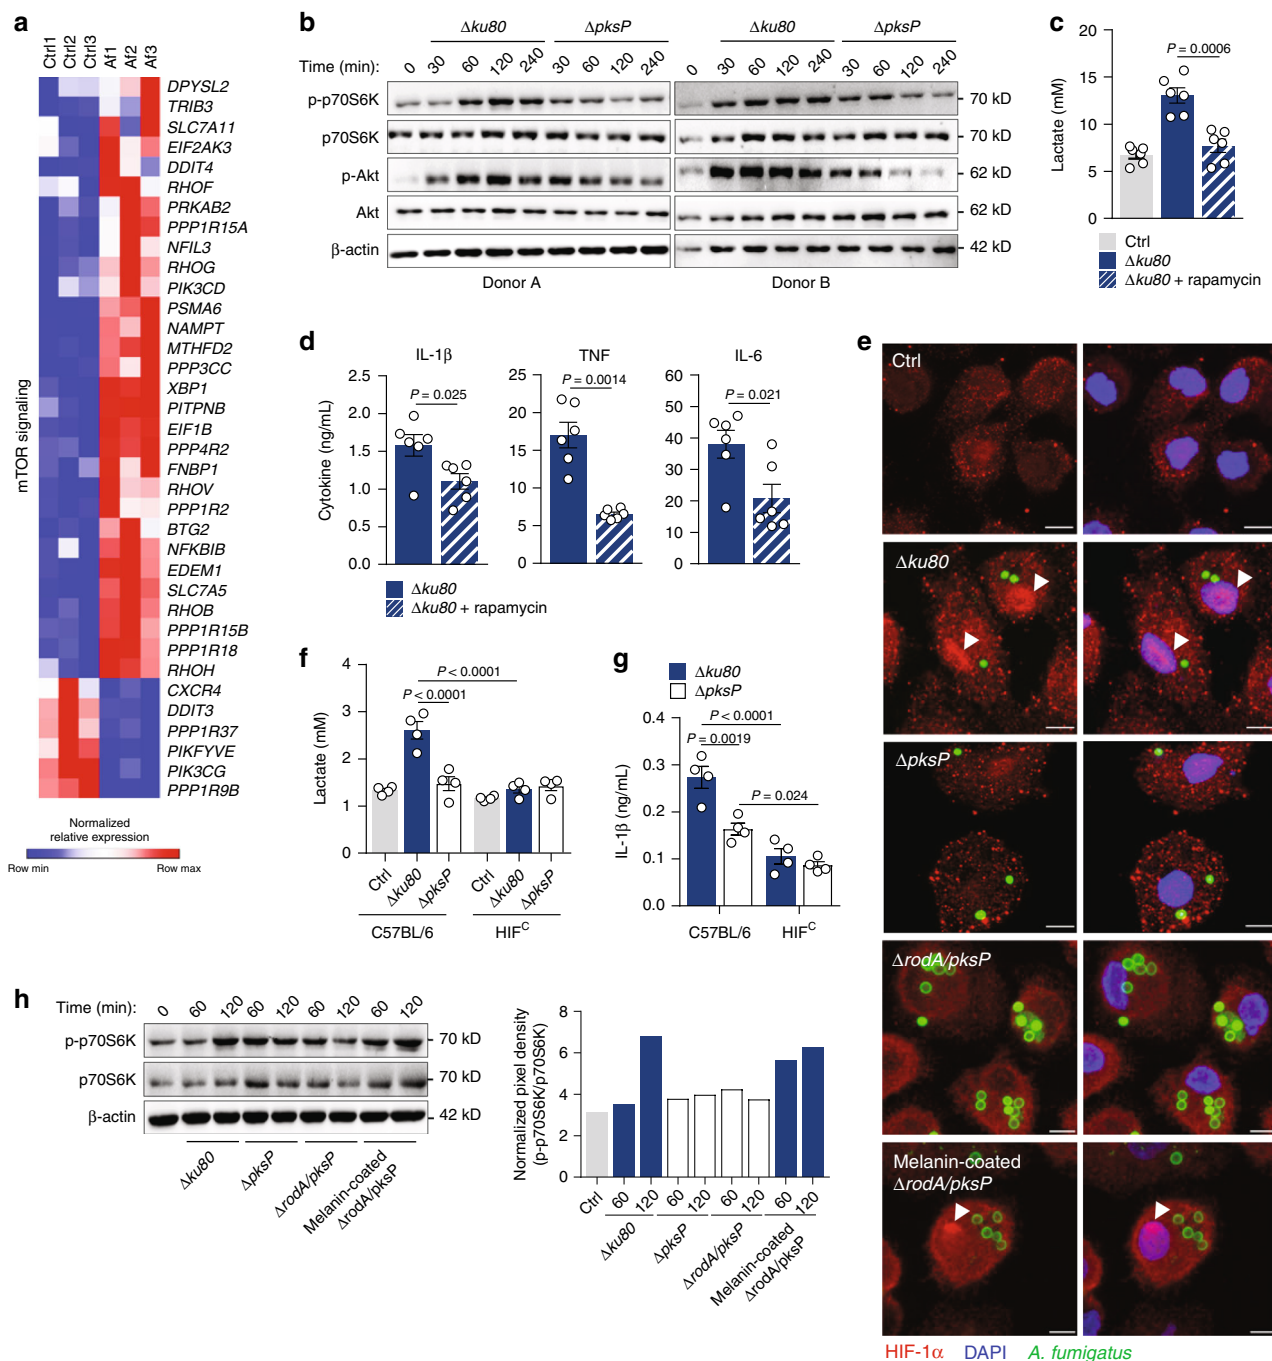 a
Ctrl1 Ctrl2 Ctrl3 Af1 Af2 Af3
mTOR signaling
DPYSL2
TRIB3
SLC7A11
EIF2AK3
DDIT4
RHOF
PRKAB2
PPP1R15A
NFIL3
RHOG
PIK3CD
PSMA6
NAMPT
MTHFD2
PPP3CC
XBP1
PITPNB
EIF1B
PPP4R2
FNBP1
RHOV
PPP1R2
BTG2
NFKBIB
EDEM1
SLC7A5
RHOB
PPP1R15B
PPP1R18
RHOH
CXCR4
DDIT3
PPP1R37
PIKFYVE
PIK3CG
PPP1R9B
Normalized
relative expression
Row min Row max
b
Δku80 ΔpksP Δku80 ΔpksP
Time (min): 0 30 60 120 240 30 60 120 240 0 30 60 120 240 30 60 120 240
p-p70S6K 70 kD
p70S6K 70 kD
p-Akt 62 kD
Akt 62 kD
β-actin 42 kD
Donor A Donor B
c
P = 0.0006
Lactate (mM)
20
15
10
5
0
Ctrl
Δku80
Δku80 + rapamycin
d
IL-1β TNF IL-6
Cytokine (ng/mL)
P = 0.025
2.5
2.0
1.5
1.0
0.5
0.0
P = 0.0014
25
20
15
10
5
0
P = 0.021
60
50
40
30
20
10
0
Δku80
Δku80 + rapamycin
e
Ctrl
Δku80
ΔpksP
ΔrodA/pksP
Melanin-coated
ΔrodA/pksP
HIF-1α DAPI A. fumigatus
f
Lactate (mM)
4
3
2
1
0
P < 0.0001
P < 0.0001
Ctrl Δku80 ΔpksP Ctrl Δku80 ΔpksP
C57BL/6 HIFC
g
Δku80
ΔpksP
IL-1β (ng/mL)
0.4
0.3
0.2
0.1
0.0
P < 0.0001
P = 0.0019
P = 0.024
C57BL/6 HIFC
h
Time (min): 0 60 120 60 120 60 120 60 120
p-p70S6K 70 kD
p70S6K 70 kD
β-actin 42 kD
Δku80 ΔpksP ΔrodA/pksP Melanin-coated
ΔrodA/pksP
Normalized pixel density
(p-p70S6K/p70S6K)
8
6
4
2
0
Ctrl 60 120 60 120 60 120 60 120
Δku80 ΔpksP ΔrodA/pksP Melanin-coated
ΔrodA/pksP